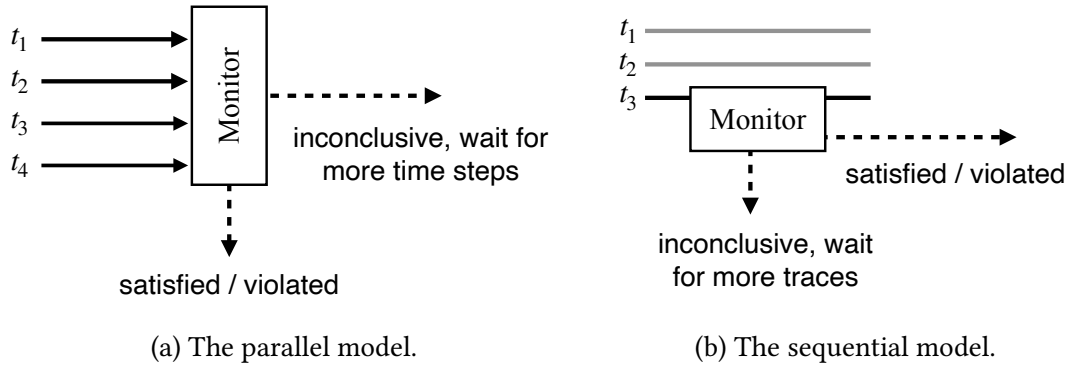 t1
t2
t3
t4
Monitor
inconclusive, wait for
more time steps
satisfied / violated
(a) The parallel model.
t1
t2
t3
Monitor
satisfied / violated
inconclusive, wait
for more traces
(b) The sequential model.